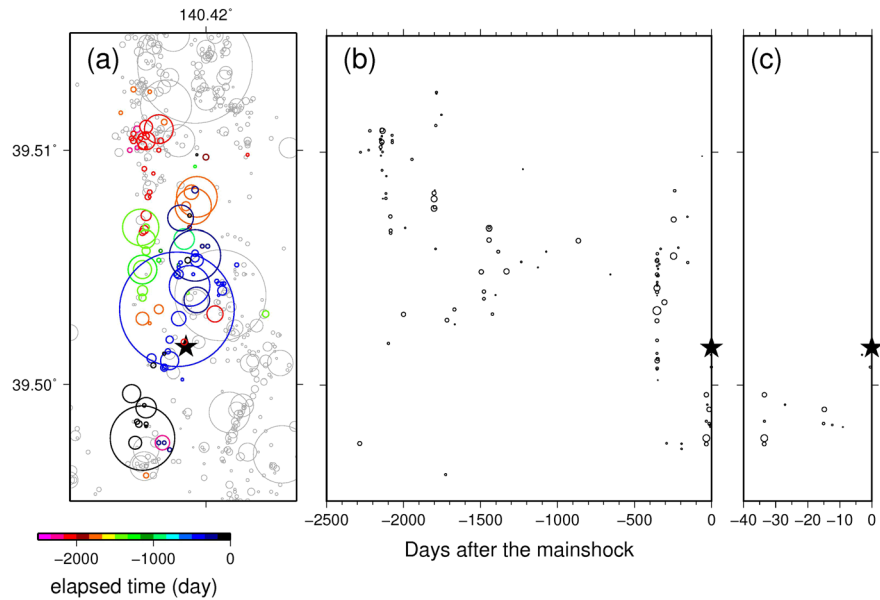 140.42°
(a)
(b)
(c)
39.51°
39.50°
−2500 −2000 −1500 −1000 −500 0
−40 −30 −20 −10 0
Days after the mainshock
−2000 −1000 0
elapsed time (day)